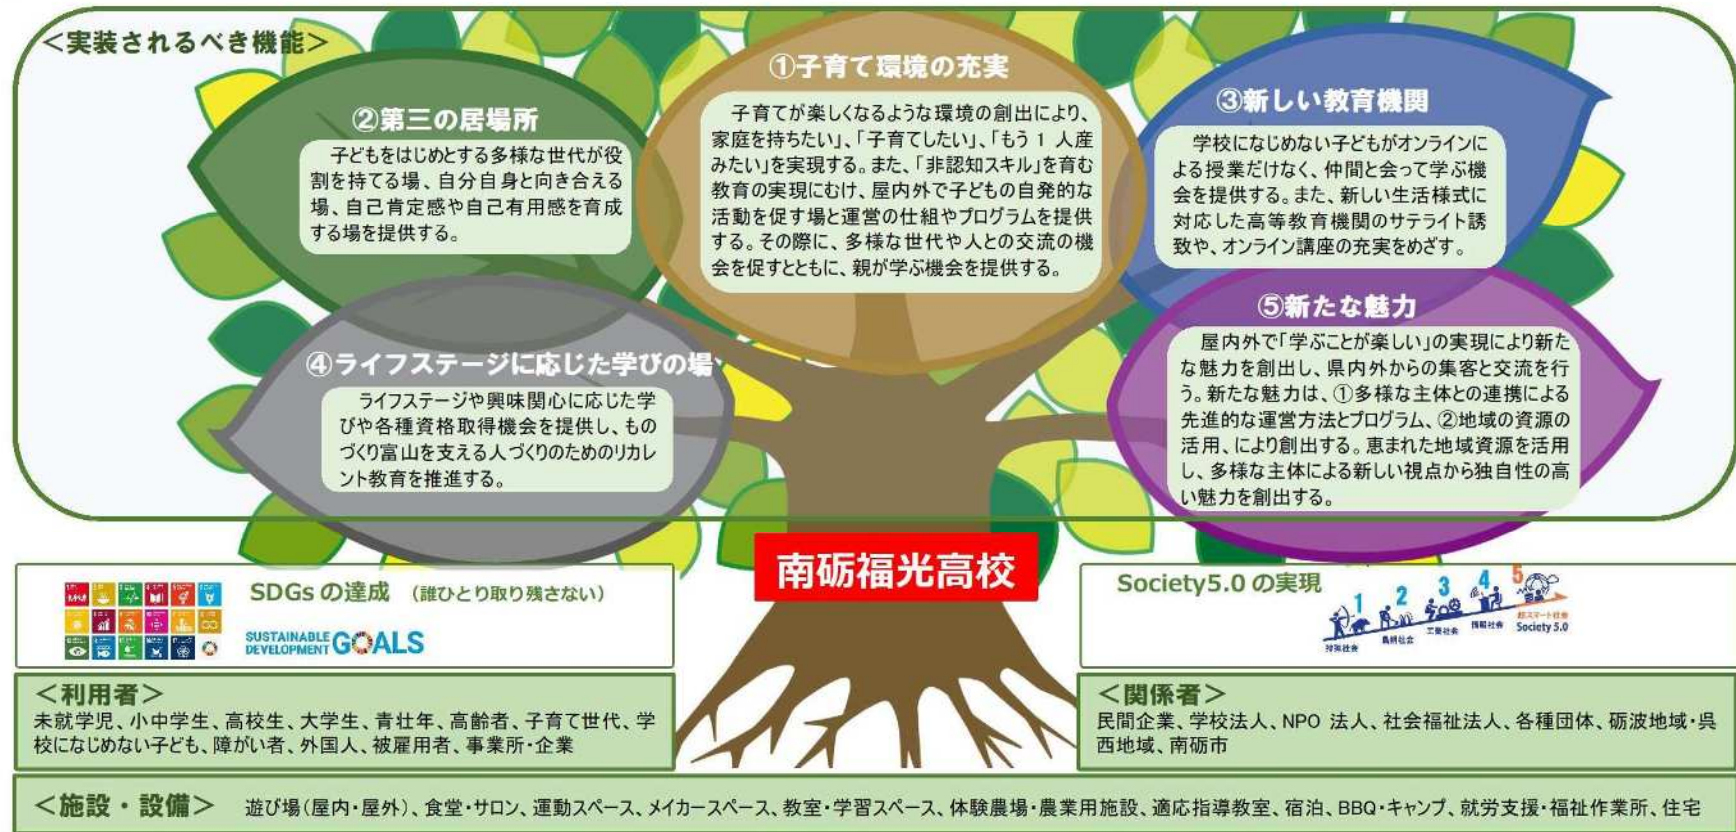 ＜実装されるべき機能＞
①子育て環境の充実
子育てが楽しくなるような環境の創出により、
家庭を持ちたい」、「子育てしたい」、「もう 1 人産
みたい」を実現する。また、「非認知スキル」を育む
教育の実現にむけ、屋内外で子どもの自発的な
活動を促す場と運営の仕組やプログラムを提供
する。その際に、多様な世代や人との交流の機
会を促すとともに、親が学ぶ機会を提供する。
②第三の居場所
子どもをはじめとする多様な世代が役
割を持てる場、自分自身と向き合える
場、自己肯定感や自己有用感を育成
する場を提供する。
③新しい教育機関
学校になじめない子どもがオンラインに
よる授業だけなく、仲間と会って学ぶ機
会を提供する。また、新しい生活様式に
対応した高等教育機関のサテライト誘
致や、オンライン講座の充実をめざす。
④ライフステージに応じた学びの場
ライフステージや興味関心に応じた学
びや各種資格取得機会を提供し、もの
づくり富山を支える人づくりのためのリカレ
ント教育を推進する。
⑤新たな魅力
屋内外で「学ぶことが楽しい」の実現により新た
な魅力を創出し、県内外からの集客と交流を行
う。新たな魅力は、①多様な主体との連携による
先進的な運営方法とプログラム、②地域の資源の
活用、により創出する。恵まれた地域資源を活用
し、多様な主体による新しい視点から独自性の高
い魅力を創出する。
南砺福光高校
SDGs の達成 （誰ひとり取り残さない）
SUSTAINABLE
DEVELOPMENT GOALS
Society5.0 の実現
1 2 3 4 5
狩猟社会
農耕社会
工業社会
情報社会
超スマート社会
Society 5.0
＜利用者＞
未就学児、小中学生、高校生、大学生、青壮年、高齢者、子育て世代、学
校になじめない子ども、障がい者、外国人、被雇用者、事業所・企業
＜関係者＞
民間企業、学校法人、NPO 法人、社会福祉法人、各種団体、砺波地域・呉
西地域、南砺市
＜施設・設備＞ 遊び場(屋内・屋外)、食堂・サロン、運動スペース、メイカースペース、教室・学習スペース、体験農場・農業用施設、適応指導教室、宿泊、BBQ・キャンプ、就労支援・福祉作業所、住宅